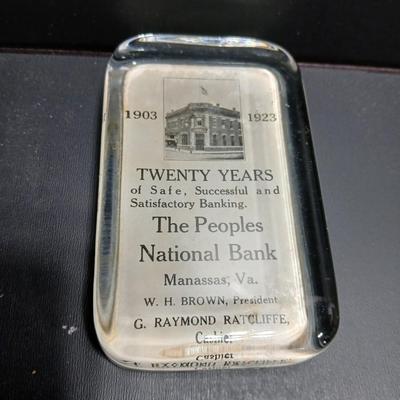 1903 1923
TWENTY YEARS
of Safe, Successful and
Satisfactory Banking.
The Peoples
National Bank
Manassas, Va.
W. H. BROWN, President
G. RAYMOND RATCLIFFE,
Cashier